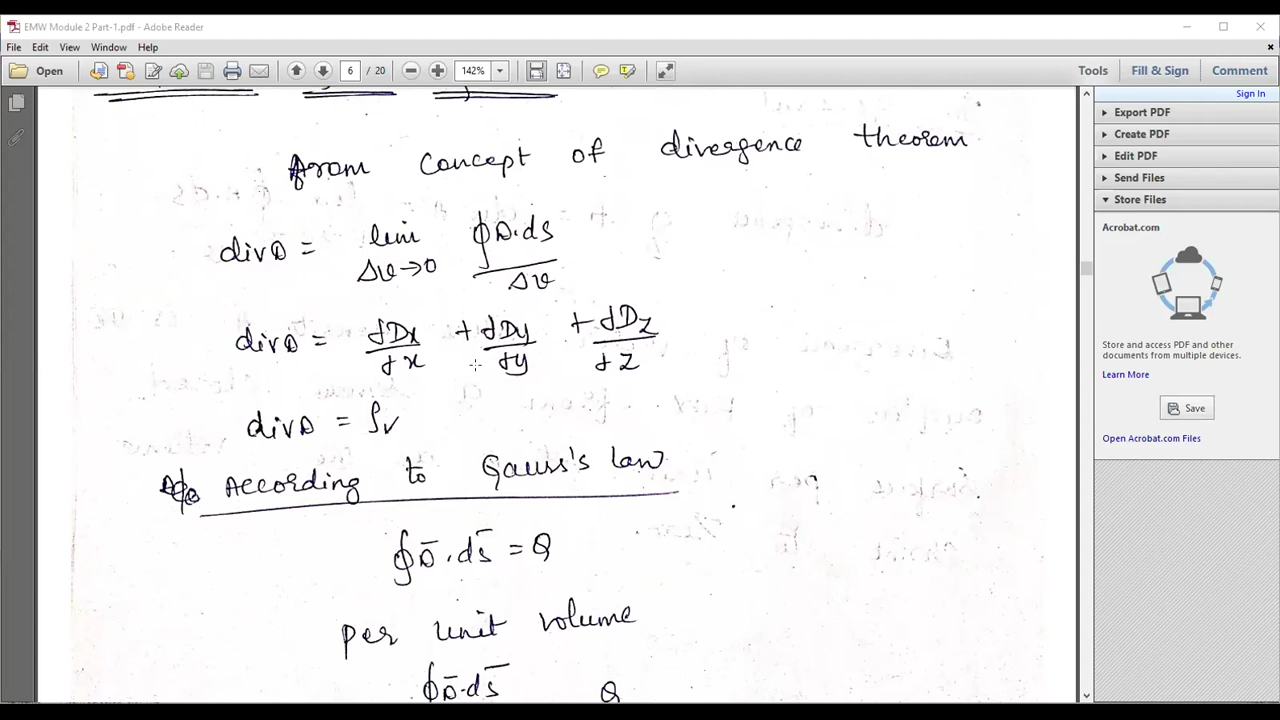 EMW Module 2 Part-1.pdf - Adobe Reader
File Edit View Window Help
Open 6 / 20 142% Tools Fill & Sign Comment
Sign In
Export PDF
Create PDF
Edit PDF
Send Files
Store Files
Acrobat.com
Store and access PDF and other
documents from multiple devices.
Learn More
Save
Open Acrobat.com Files
from concept of divergence theorem
divD = lim ∮D.ds
Δv→0 Δv
divD = ∂Dx + ∂Dy + ∂Dz
∂x ∂y ∂z
divD = ρv
According to Gauss's law
∮D̄.ds̄ = Q
per unit volume
∮D̄.ds̄ Q